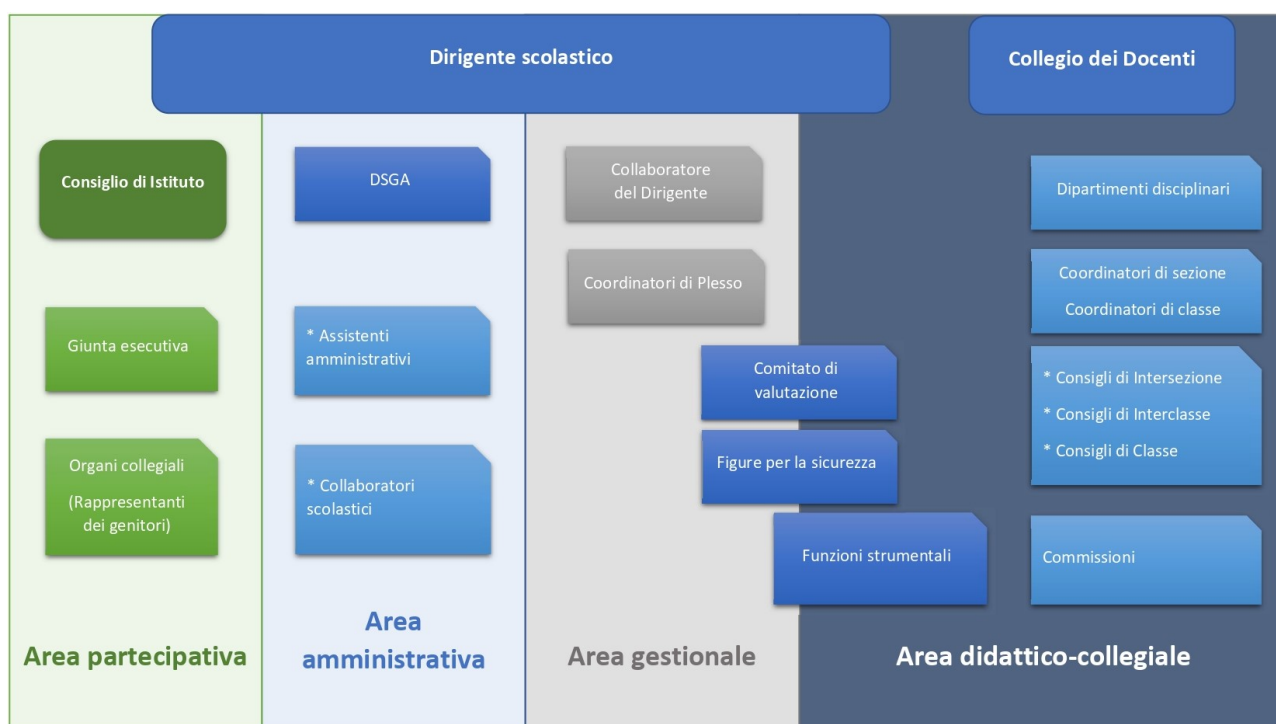 Dirigente scolastico
Collegio dei Docenti
Consiglio di Istituto
Giunta esecutiva
Organi collegiali
(Rappresentanti
dei genitori)
Area partecipativa
DSGA
* Assistenti
amministrativi
* Collaboratori
scolastici
Area
amministrativa
Collaboratore
del Dirigente
Coordinatori di Plesso
Comitato di
valutazione
Figure per la sicurezza
Funzioni strumentali
Area gestionale
Dipartimenti disciplinari
Coordinatori di sezione
Coordinatori di classe
* Consigli di Intersezione
* Consigli di Interclasse
* Consigli di Classe
Commissioni
Area didattico-collegiale